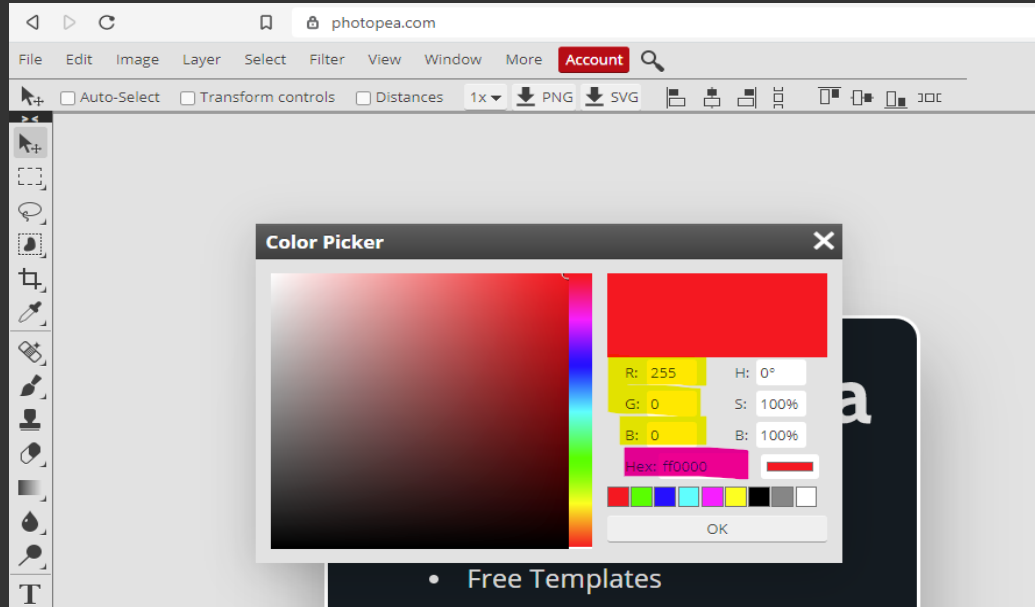 photopea.com
File Edit Image Layer Select Filter View Window More Account
Auto-Select Transform controls Distances 1x PNG SVG
Color Picker
R: 255 H: 0°
G: 0 S: 100%
B: 0 B: 100%
Hex: ff0000
OK
a
• Free Templates
T